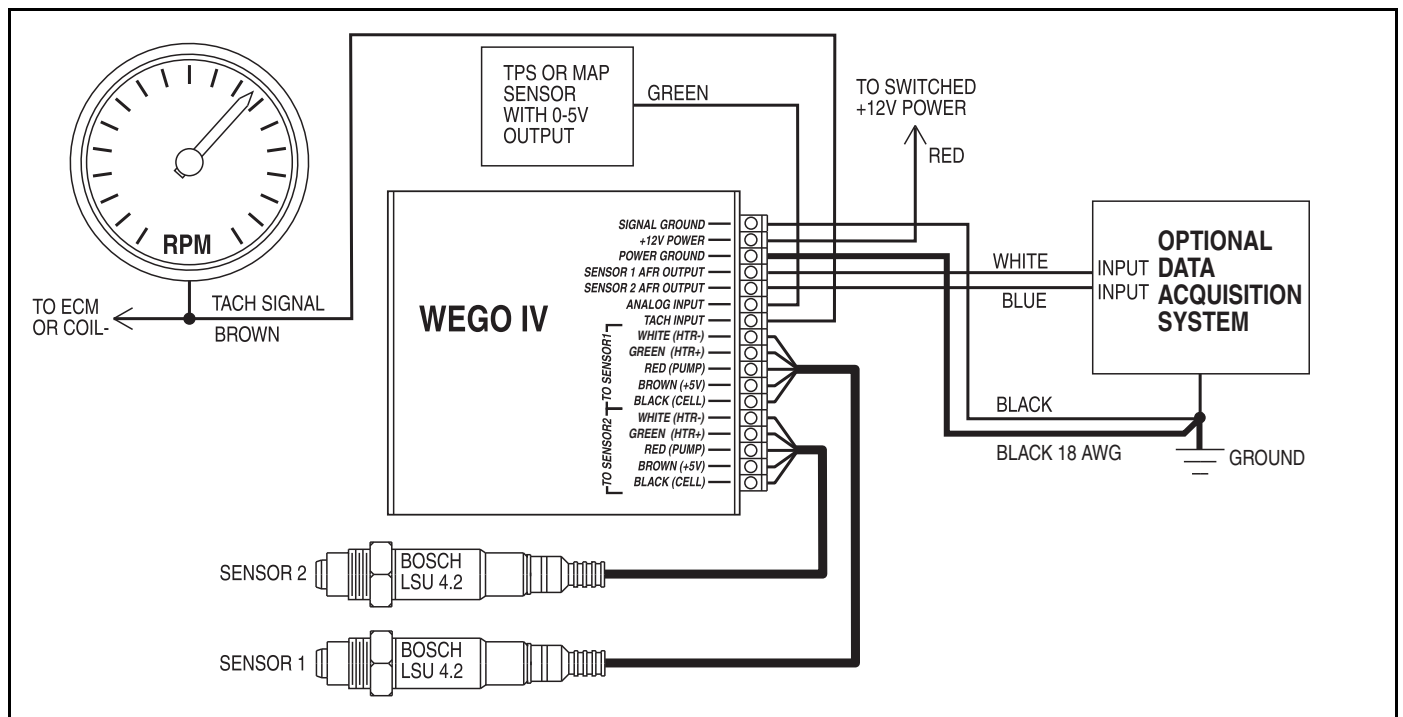 RPM
TO ECM
OR COIL-
TACH SIGNAL
BROWN
TPS OR MAP
SENSOR
WITH 0-5V
OUTPUT
GREEN
TO SWITCHED
+12V POWER
RED
WEGO IV
SIGNAL GROUND
+12V POWER
POWER GROUND
SENSOR 1 AFR OUTPUT
SENSOR 2 AFR OUTPUT
ANALOG INPUT
TACH INPUT
TO SENSOR1
WHITE (HTR-)
GREEN (HTR+)
RED (PUMP)
BROWN (+5V)
BLACK (CELL)
TO SENSOR2
WHITE (HTR-)
GREEN (HTR+)
RED (PUMP)
BROWN (+5V)
BLACK (CELL)
WHITE
BLUE
INPUT
INPUT
OPTIONAL
DATA
ACQUISITION
SYSTEM
BLACK
BLACK 18 AWG
GROUND
SENSOR 2
BOSCH
LSU 4.2
SENSOR 1
BOSCH
LSU 4.2